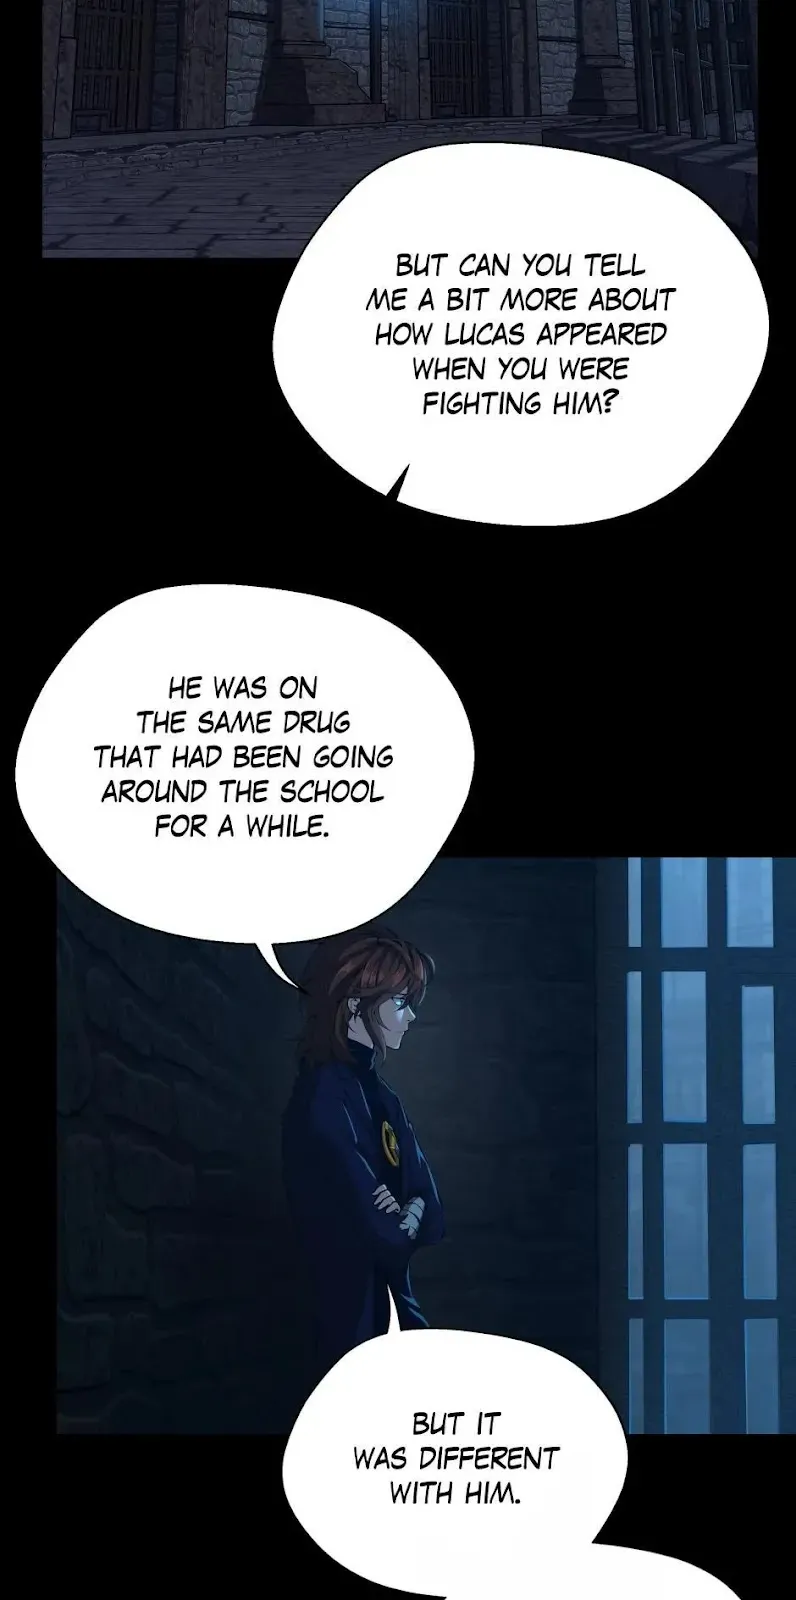 BUT CAN YOU TELL
ME A BIT MORE ABOUT
HOW LUCAS APPEARED
WHEN YOU WERE
FIGHTING HIM?
HE WAS ON
THE SAME DRUG
THAT HAD BEEN GOING
AROUND THE SCHOOL
FOR A WHILE.
BUT IT
WAS DIFFERENT
WITH HIM.